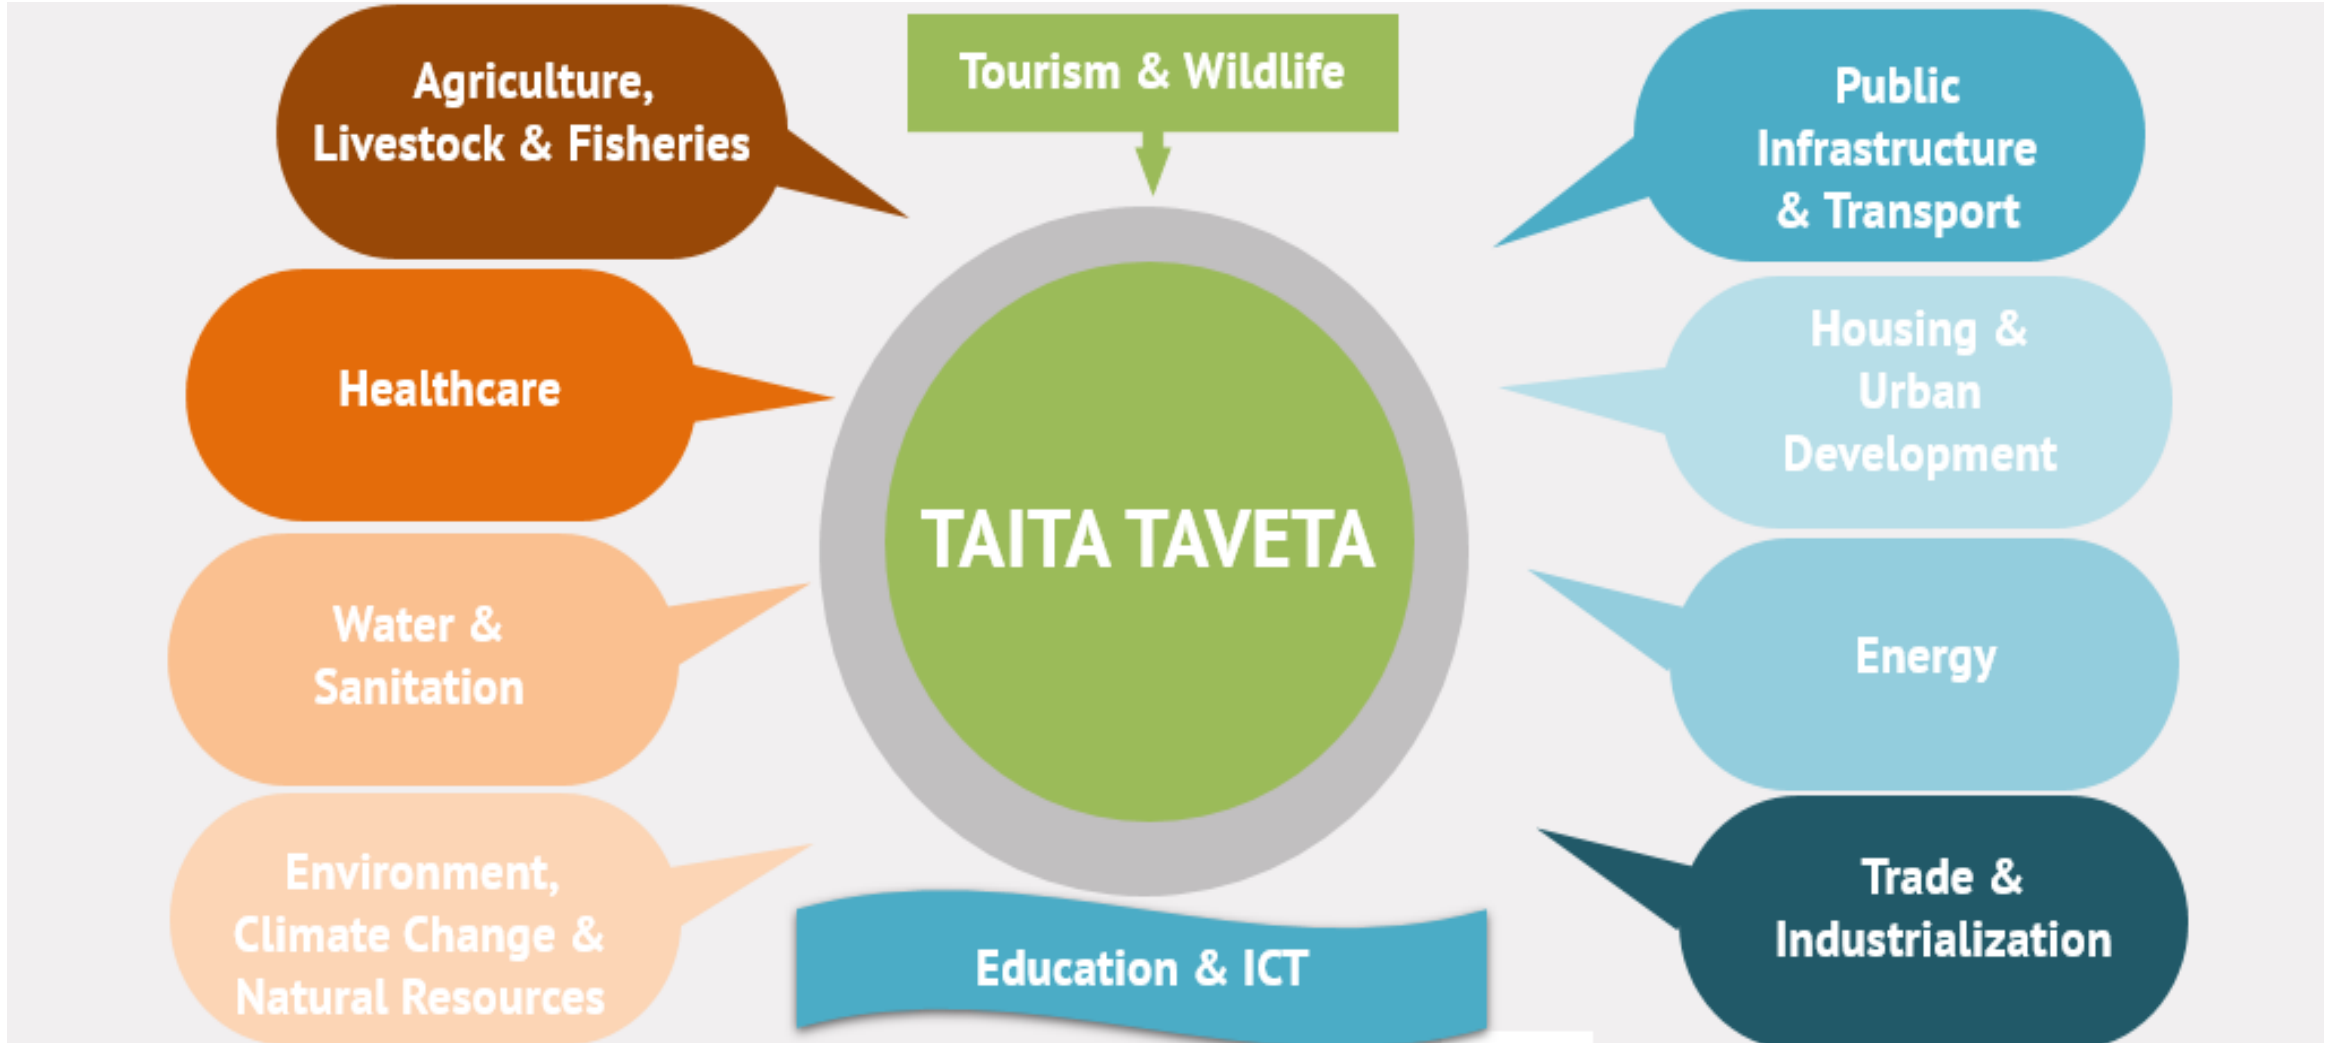 Agriculture,
Livestock & Fisheries
Tourism & Wildlife
Public
Infrastructure
& Transport
Healthcare
Housing &
Urban
Development
TAITA TAVETA
Water &
Sanitation
Energy
Environment,
Climate Change &
Natural Resources
Education & ICT
Trade &
Industrialization